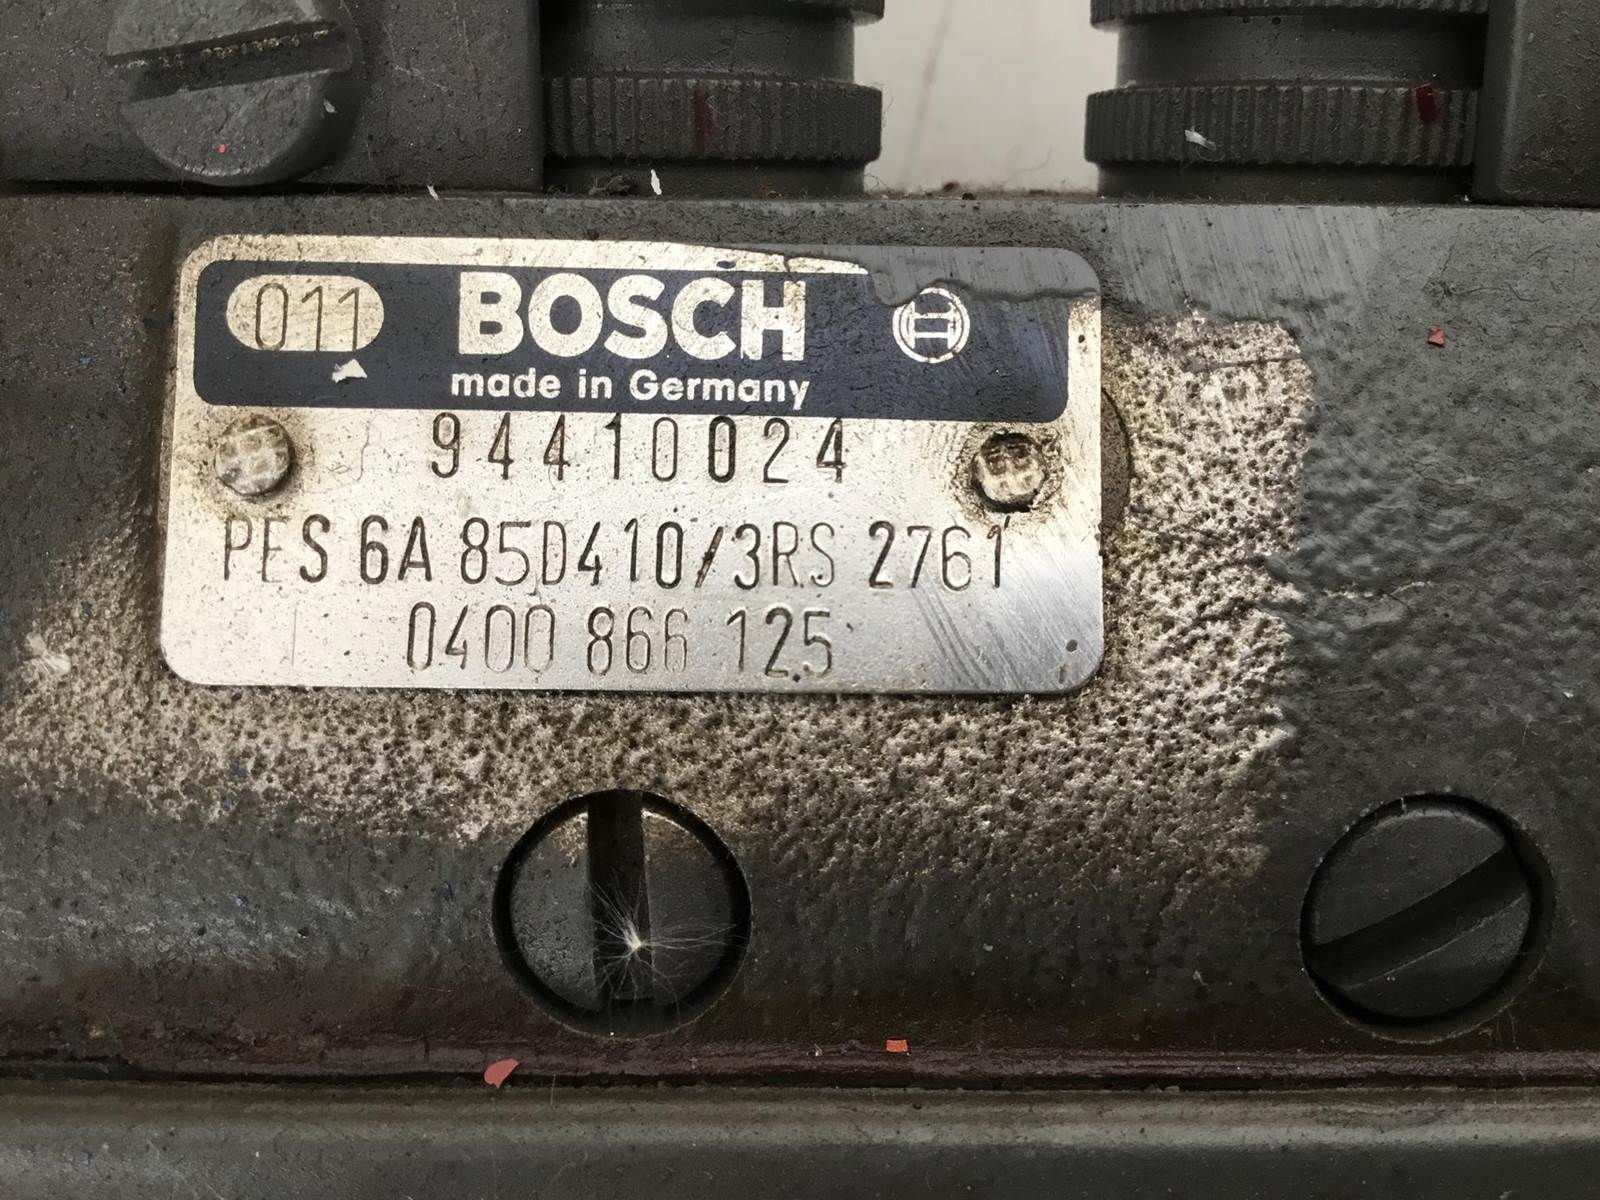 011 BOSCH
made in Germany
94410024
PES 6A 85D410/3RS 2761
0400 866 125